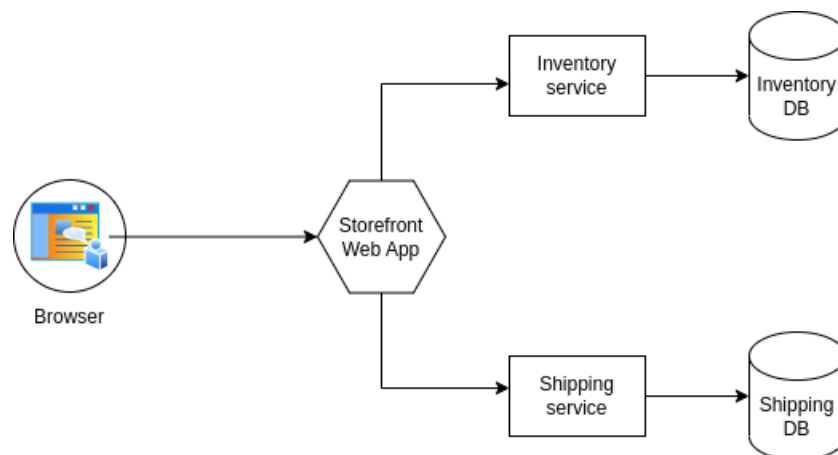 Inventory
service
Inventory
DB
Storefront
Web App
Browser
Shipping
service
Shipping
DB